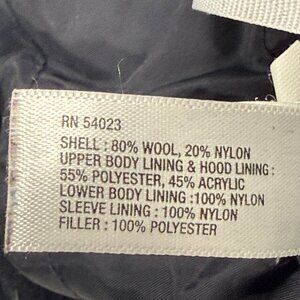 RN 54023
SHELL : 80% WOOL, 20% NYLON
UPPER BODY LINING & HOOD LINING :
55% POLYESTER, 45% ACRYLIC
LOWER BODY LINING :100% NYLON
SLEEVE LINING : 100% NYLON
FILLER : 100% POLYESTER